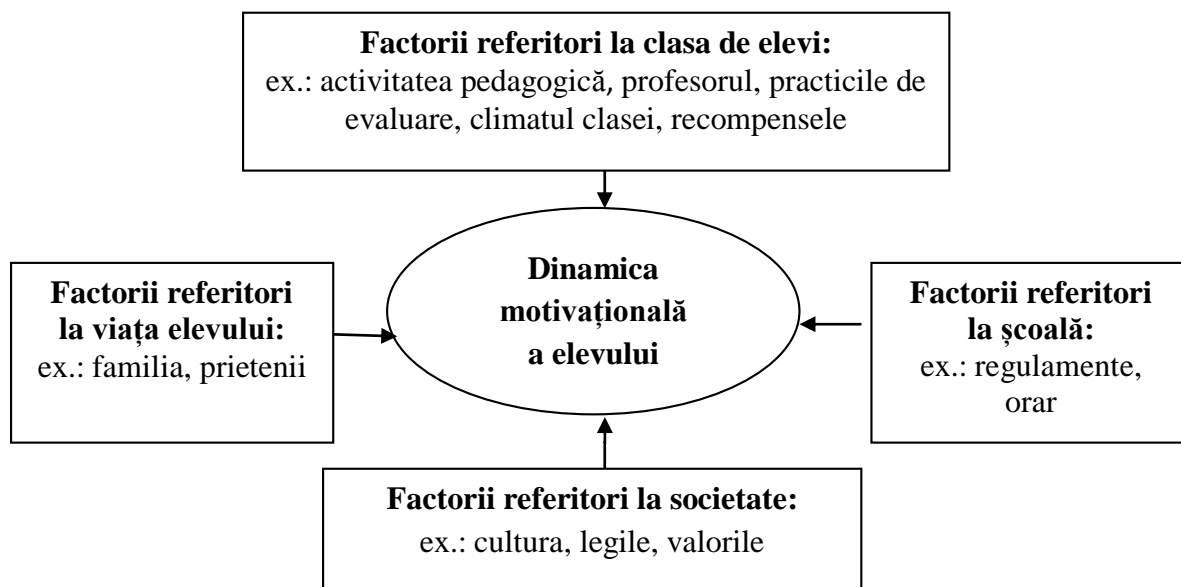 Factorii referitori la clasa de elevi:
ex.: activitatea pedagogică, profesorul, practicile de
evaluare, climatul clasei, recompensele
Factorii referitori
la viața elevului:
ex.: familia, prietenii
Dinamica
motivațională
a elevului
Factorii referitori
la școală:
ex.: regulamente,
orar
Factorii referitori la societate:
ex.: cultura, legile, valorile